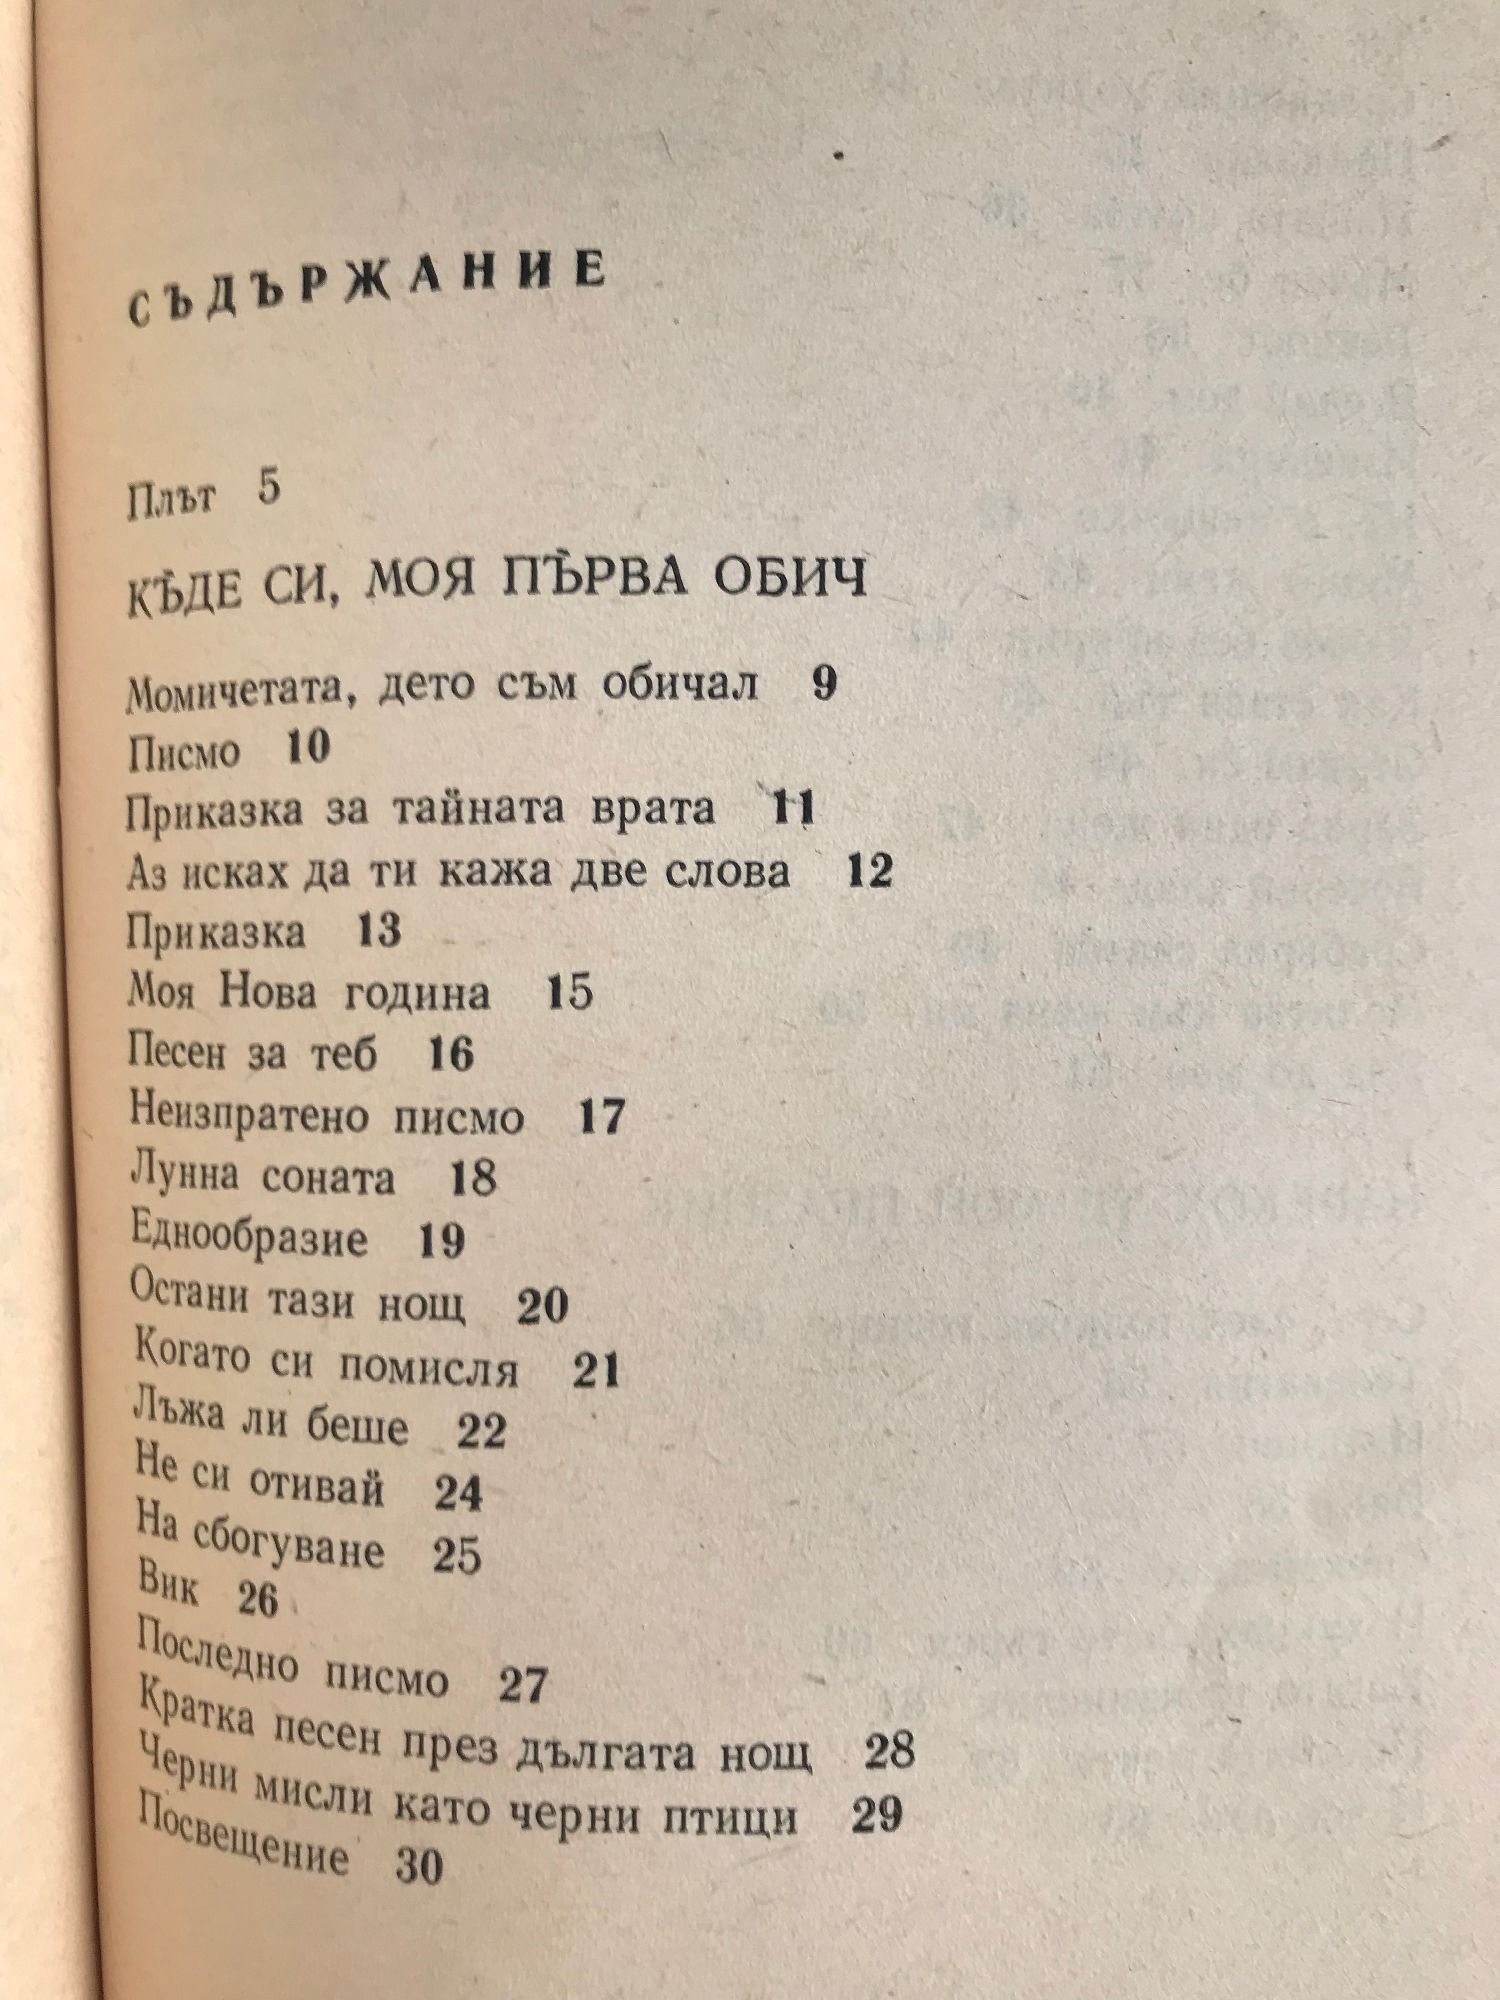 СЪДЪРЖАНИЕ
Плът 5
КЪ̀ДЕ СИ, МОЯ ПЪ̀РВА ОБИЧ
Момичетата, дето съм обичал 9
Писмо 10
Приказка за тайната врата 11
Аз исках да ти кажа две слова 12
Приказка 13
Моя Нова година 15
Песен за теб 16
Неизпратено писмо 17
Лунна соната 18
Еднообразие 19
Остани тази нощ 20
Когато си помисля 21
Лъжа ли беше 22
Не си отивай 24
На сбогуване 25
Вик 26
Последно писмо 27
Кратка песен през дългата нощ 28
Черни мисли като черни птици 29
Посвещение 30